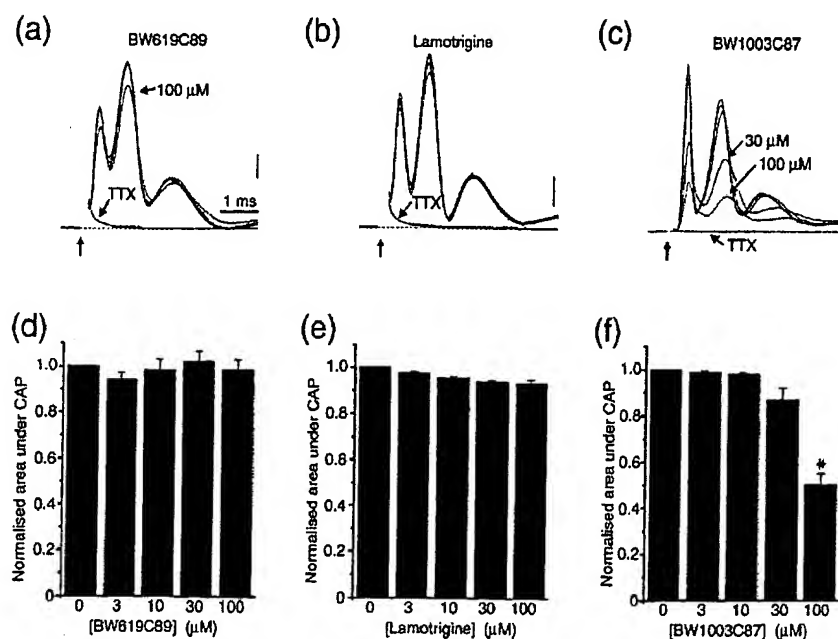 (a)
BW619C89
100 μM
TTX
1 ms
(b)
Lamotrigine
TTX
(c)
BW1003C87
30 μM
100 μM
TTX
(d)
Normalised area under CAP
1.0
0.8
0.6
0.4
0.2
0
0 3 10 30 100
[BW619C89] (μM)
(e)
Normalised area under CAP
1.0
0.8
0.6
0.4
0.2
0
0 3 10 30 100
[Lamotrigine] (μM)
(f)
Normalised area under CAP
1.0
0.8
0.6
0.4
0.2
0
#
0 3 10 30 100
[BW1003C87] (μM)